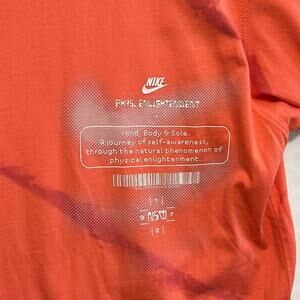 NIKE
PHYS. ENLIGHTENMENT
Mind, Body & Sole.
A journey of self-awareness,
through the natural phenomenon of
physical enlightenment.